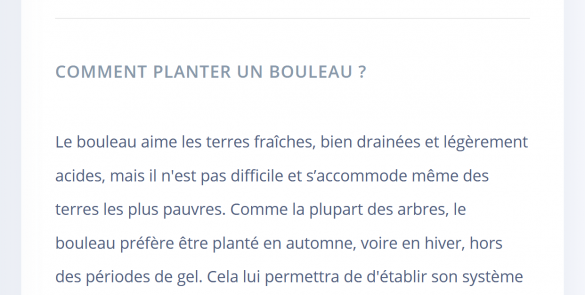 COMMENT PLANTER UN BOULEAU ?
Le bouleau aime les terres fraîches, bien drainées et légèrement
acides, mais il n'est pas difficile et s’accommode même des
terres les plus pauvres. Comme la plupart des arbres, le
bouleau préfère être planté en automne, voire en hiver, hors
des périodes de gel. Cela lui permettra de d'établir son système